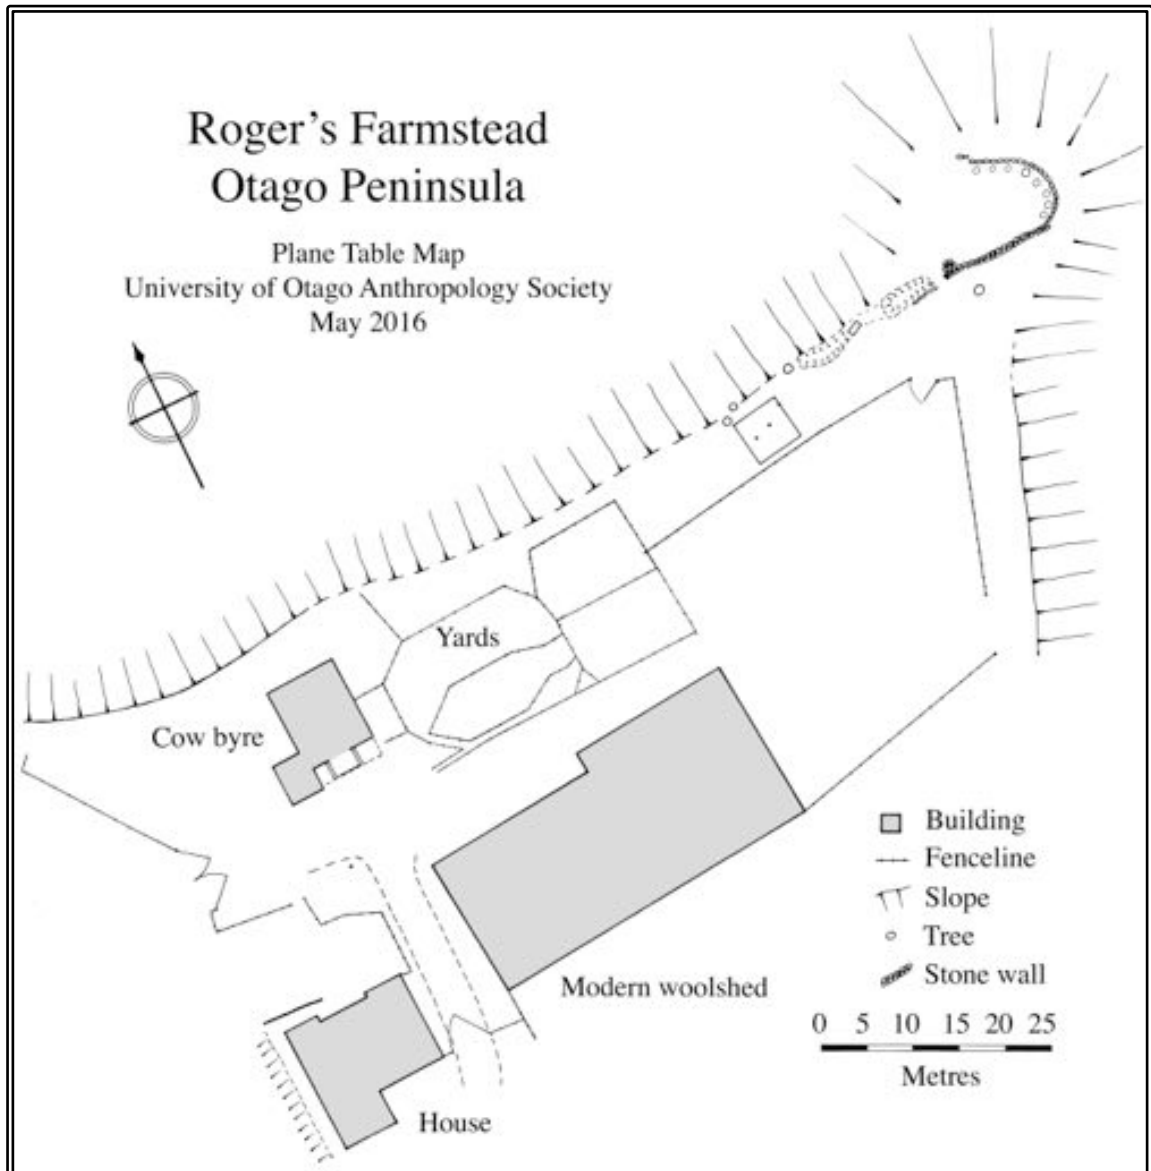 Roger's Farmstead
Otago Peninsula
Plane Table Map
University of Otago Anthropology Society
May 2016
Yards
Cow byre
Building
Fenceline
Slope
Tree
Stone wall
Modern woolshed
0 5 10 15 20 25
Metres
House